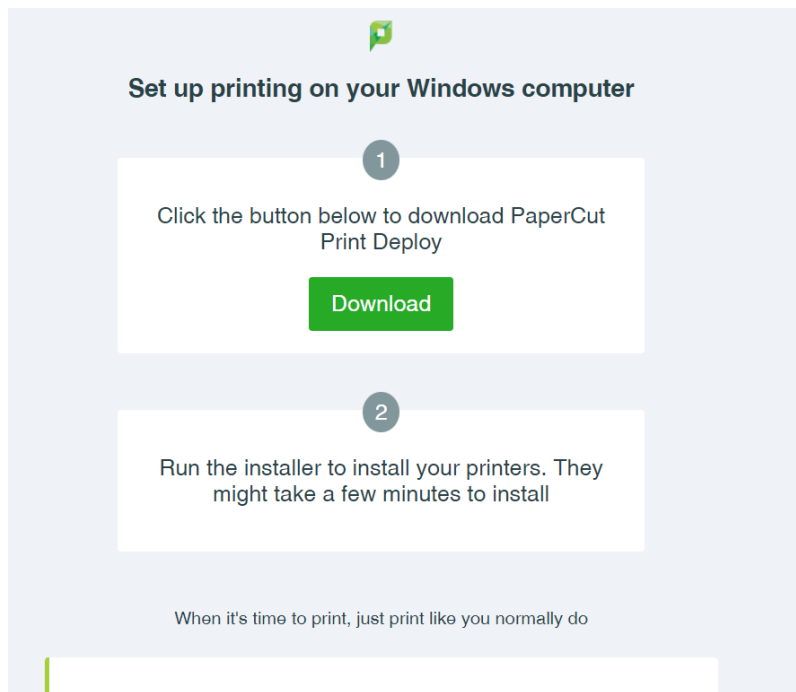 Set up printing on your Windows computer
1
Click the button below to download PaperCut
Print Deploy
Download
2
Run the installer to install your printers. They
might take a few minutes to install
When it's time to print, just print like you normally do